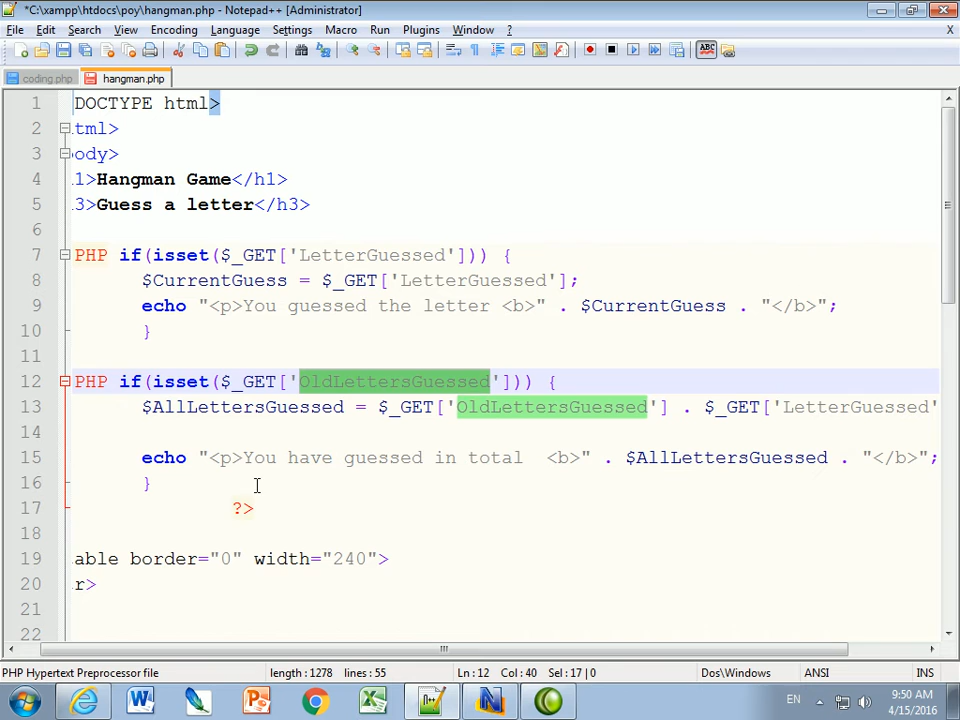 *C:\xampp\htdocs\poy\hangman.php - Notepad++ [Administrator]
File Edit Search View Encoding Language Settings Macro Run Plugins Window ? X
coding.php hangman.php
1 DOCTYPE html>
2 tml>
3 ody>
4 1>Hangman Game</h1>
5 3>Guess a letter</h3>
6
7 PHP if(isset($_GET['LetterGuessed'])) {
8 $CurrentGuess = $_GET['LetterGuessed'];
9 echo "<p>You guessed the letter <b>" . $CurrentGuess . "</b>";
10 }
11
12 PHP if(isset($_GET['OldLettersGuessed'])) {
13 $AllLettersGuessed = $_GET['OldLettersGuessed'] . $_GET['LetterGuessed'
14
15 echo "<p>You have guessed in total  <b>" . $AllLettersGuessed . "</b>";
16 }
17 ?>
18
19 able border="0" width="240">
20 r>
21
22
PHP Hypertext Preprocessor file length : 1278 lines : 55 Ln : 12 Col : 40 Sel : 17 | 0 Dos\Windows ANSI INS
EN 9:50 AM
4/15/2016